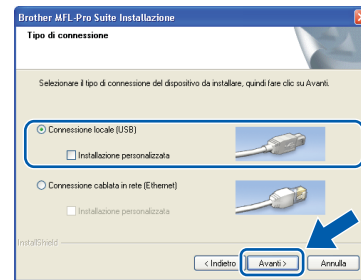 Brother MFL-Pro Suite Installazione
Tipo di connessione
Selezionare il tipo di connessione del dispositivo da installare, quindi fare clic su Avanti.
Connessione locale (USB)
Installazione personalizzata
Connessione cablata in rete (Ethernet)
Installazione personalizzata
InstallShield
< Indietro
Avanti >
Annulla